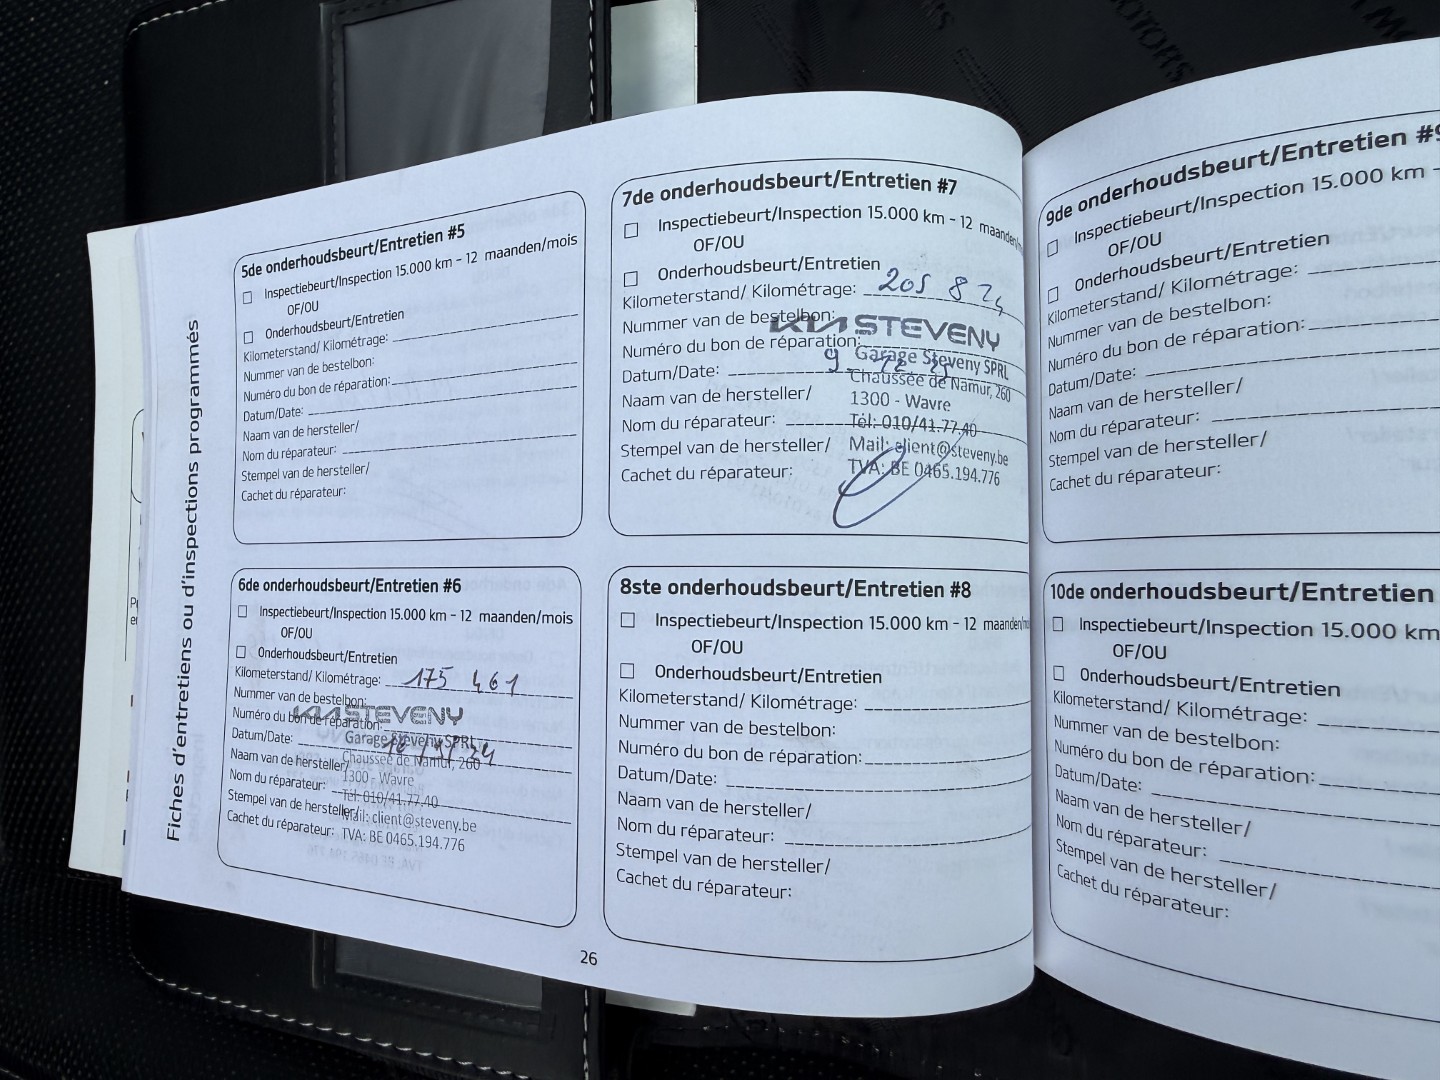 Fiches d'entretiens ou d'inspections programmés
5de onderhoudsbeurt/Entretien #5
Inspectiebeurt/Inspection 15.000 km - 12 maanden/mois
OF/OU
Onderhoudsbeurt/Entretien
Kilometerstand/ Kilométrage:
Nummer van de bestelbon:
Numéro du bon de réparation:
Datum/Date:
Naam van de hersteller/
Nom du réparateur:
Stempel van de hersteller/
Cachet du réparateur:
6de onderhoudsbeurt/Entretien #6
Inspectiebeurt/Inspection 15.000 km - 12 maanden/mois
OF/OU
Onderhoudsbeurt/Entretien
Kilometerstand/ Kilométrage: 175 461
Nummer van de bestelbon:
KIA STEVENY
Numéro du bon de réparation:
Garage Steveny SPRL
Datum/Date:
Chaussée de Namur, 260
Naam van de hersteller/
1300 - Wavre
Nom du réparateur:
Tél: 010/41.77.40
Stempel van de hersteller/
Mail: client@steveny.be
Cachet du réparateur:
TVA: BE 0465.194.776
7de onderhoudsbeurt/Entretien #7
Inspectiebeurt/Inspection 15.000 km - 12 maanden/
OF/OU
Onderhoudsbeurt/Entretien
Kilometerstand/ Kilométrage: 205 824
Nummer van de bestelbon:
KIA STEVENY
Numéro du bon de réparation:
Garage Steveny SPRL
Datum/Date: 9
Chaussée de Namur, 260
Naam van de hersteller/
1300 - Wavre
Nom du réparateur:
Tél: 010/41.77.40
Stempel van de hersteller/
Mail: client@steveny.be
Cachet du réparateur:
TVA: BE 0465.194.776
8ste onderhoudsbeurt/Entretien #8
Inspectiebeurt/Inspection 15.000 km - 12 maanden/
OF/OU
Onderhoudsbeurt/Entretien
Kilometerstand/ Kilométrage:
Nummer van de bestelbon:
Numéro du bon de réparation:
Datum/Date:
Naam van de hersteller/
Nom du réparateur:
Stempel van de hersteller/
Cachet du réparateur:
26
9de onderhoudsbeurt/Entretien #9
Inspectiebeurt/Inspection 15.000 km -
OF/OU
Onderhoudsbeurt/Entretien
Kilometerstand/ Kilométrage:
Nummer van de bestelbon:
Numéro du bon de réparation:
Datum/Date:
Naam van de hersteller/
Nom du réparateur:
Stempel van de hersteller/
Cachet du réparateur:
10de onderhoudsbeurt/Entretien
Inspectiebeurt/Inspection 15.000 km
OF/OU
Onderhoudsbeurt/Entretien
Kilometerstand/ Kilométrage:
Nummer van de bestelbon:
Numéro du bon de réparation:
Datum/Date:
Naam van de hersteller/
Nom du réparateur:
Stempel van de hersteller/
Cachet du réparateur: